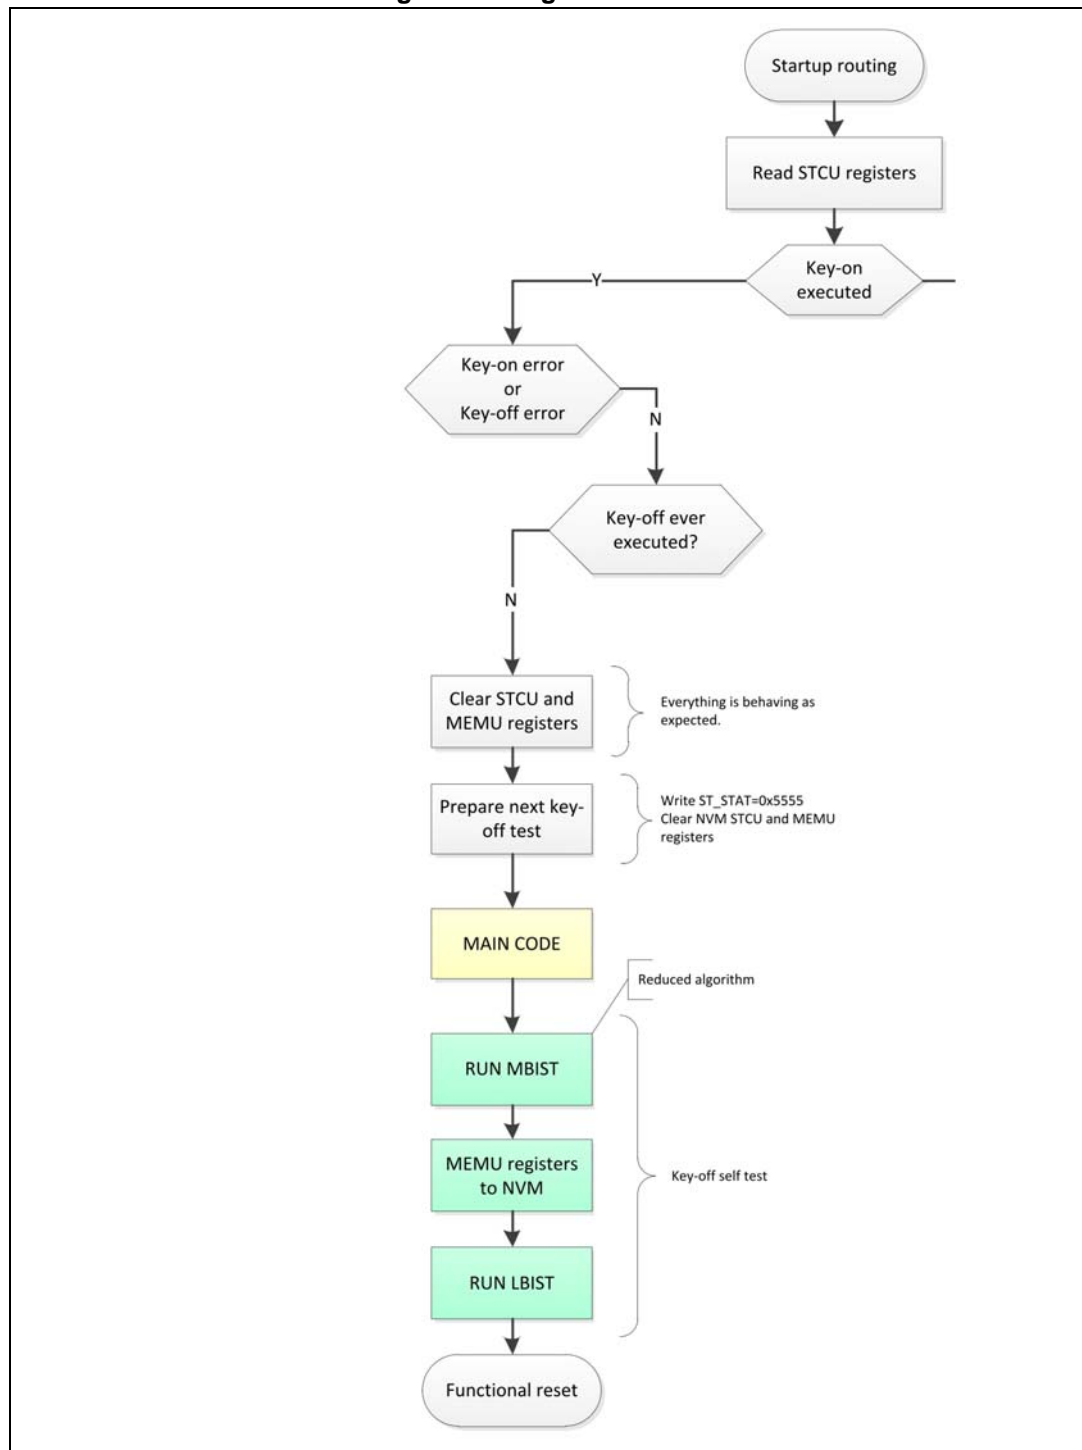 Startup routing
Read STCU registers
Key-on
executed
Y
Key-on error
or
Key-off error
N
Key-off ever
executed?
N
Clear STCU and
MEMU registers
Everything is behaving as
expected.
Prepare next key-
off test
Write ST_STAT=0x5555
Clear NVM STCU and MEMU
registers
MAIN CODE
Reduced algorithm
RUN MBIST
MEMU registers
to NVM
Key-off self test
RUN LBIST
Functional reset